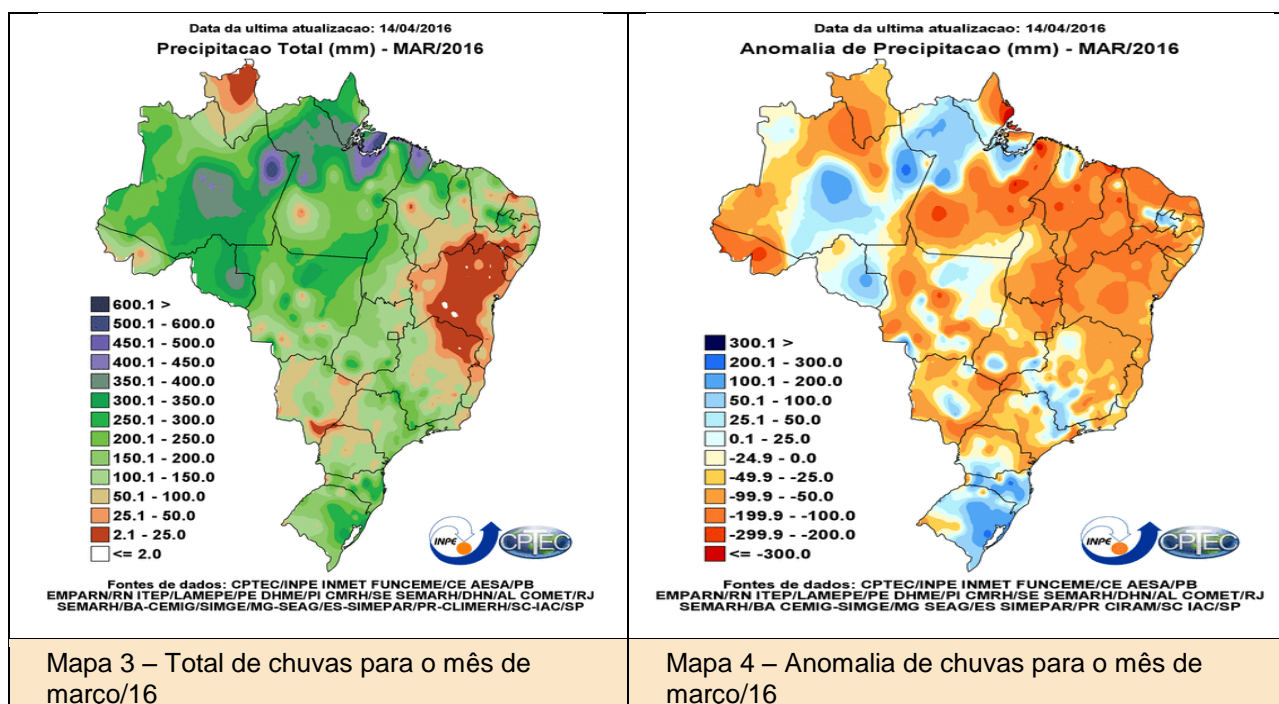 Data da ultima atualizacao: 14/04/2016
Precipitacao Total (mm) - MAR/2016
600.1 >
500.1 - 600.0
450.1 - 500.0
400.1 - 450.0
350.1 - 400.0
300.1 - 350.0
250.1 - 300.0
200.1 - 250.0
150.1 - 200.0
100.1 - 150.0
50.1 - 100.0
25.1 - 50.0
2.1 - 25.0
<= 2.0
INPE
CPTEC
Fontes de dados: CPTEC/INPE INMET FUNCEME/CE AESA/PB
EMPARN/RN ITEP/LAMEPE/PE DHME/PI CMRH/SE SEMARH/DHN/AL COMET/RJ
SEMARH/BA-CEMIG/SIMGE/MG-SEAG/ES-SIMEPAR/PR-CLIMERH/SC-IAC/SP
Mapa 3 – Total de chuvas para o mês de
março/16
Data da ultima atualizacao: 14/04/2016
Anomalia de Precipitacao (mm) - MAR/2016
300.1 >
200.1 - 300.0
100.1 - 200.0
50.1 - 100.0
25.1 - 50.0
0.1 - 25.0
-24.9 - 0.0
-49.9 - -25.0
-99.9 - -50.0
-199.9 - -100.0
-299.9 - -200.0
<= -300.0
INPE
CPTEC
Fontes de dados: CPTEC/INPE INMET FUNCEME/CE AESA/PB
EMPARN/RN ITEP/LAMEPE/PE DHME/PI CMRH/SE SEMARH/DHN/AL COMET/RJ
SEMARH/BA CEMIG-SIMGE/MG SEAG/ES SIMEPAR/PR CIRAM/SC IAC/SP
Mapa 4 – Anomalia de chuvas para o mês de
março/16